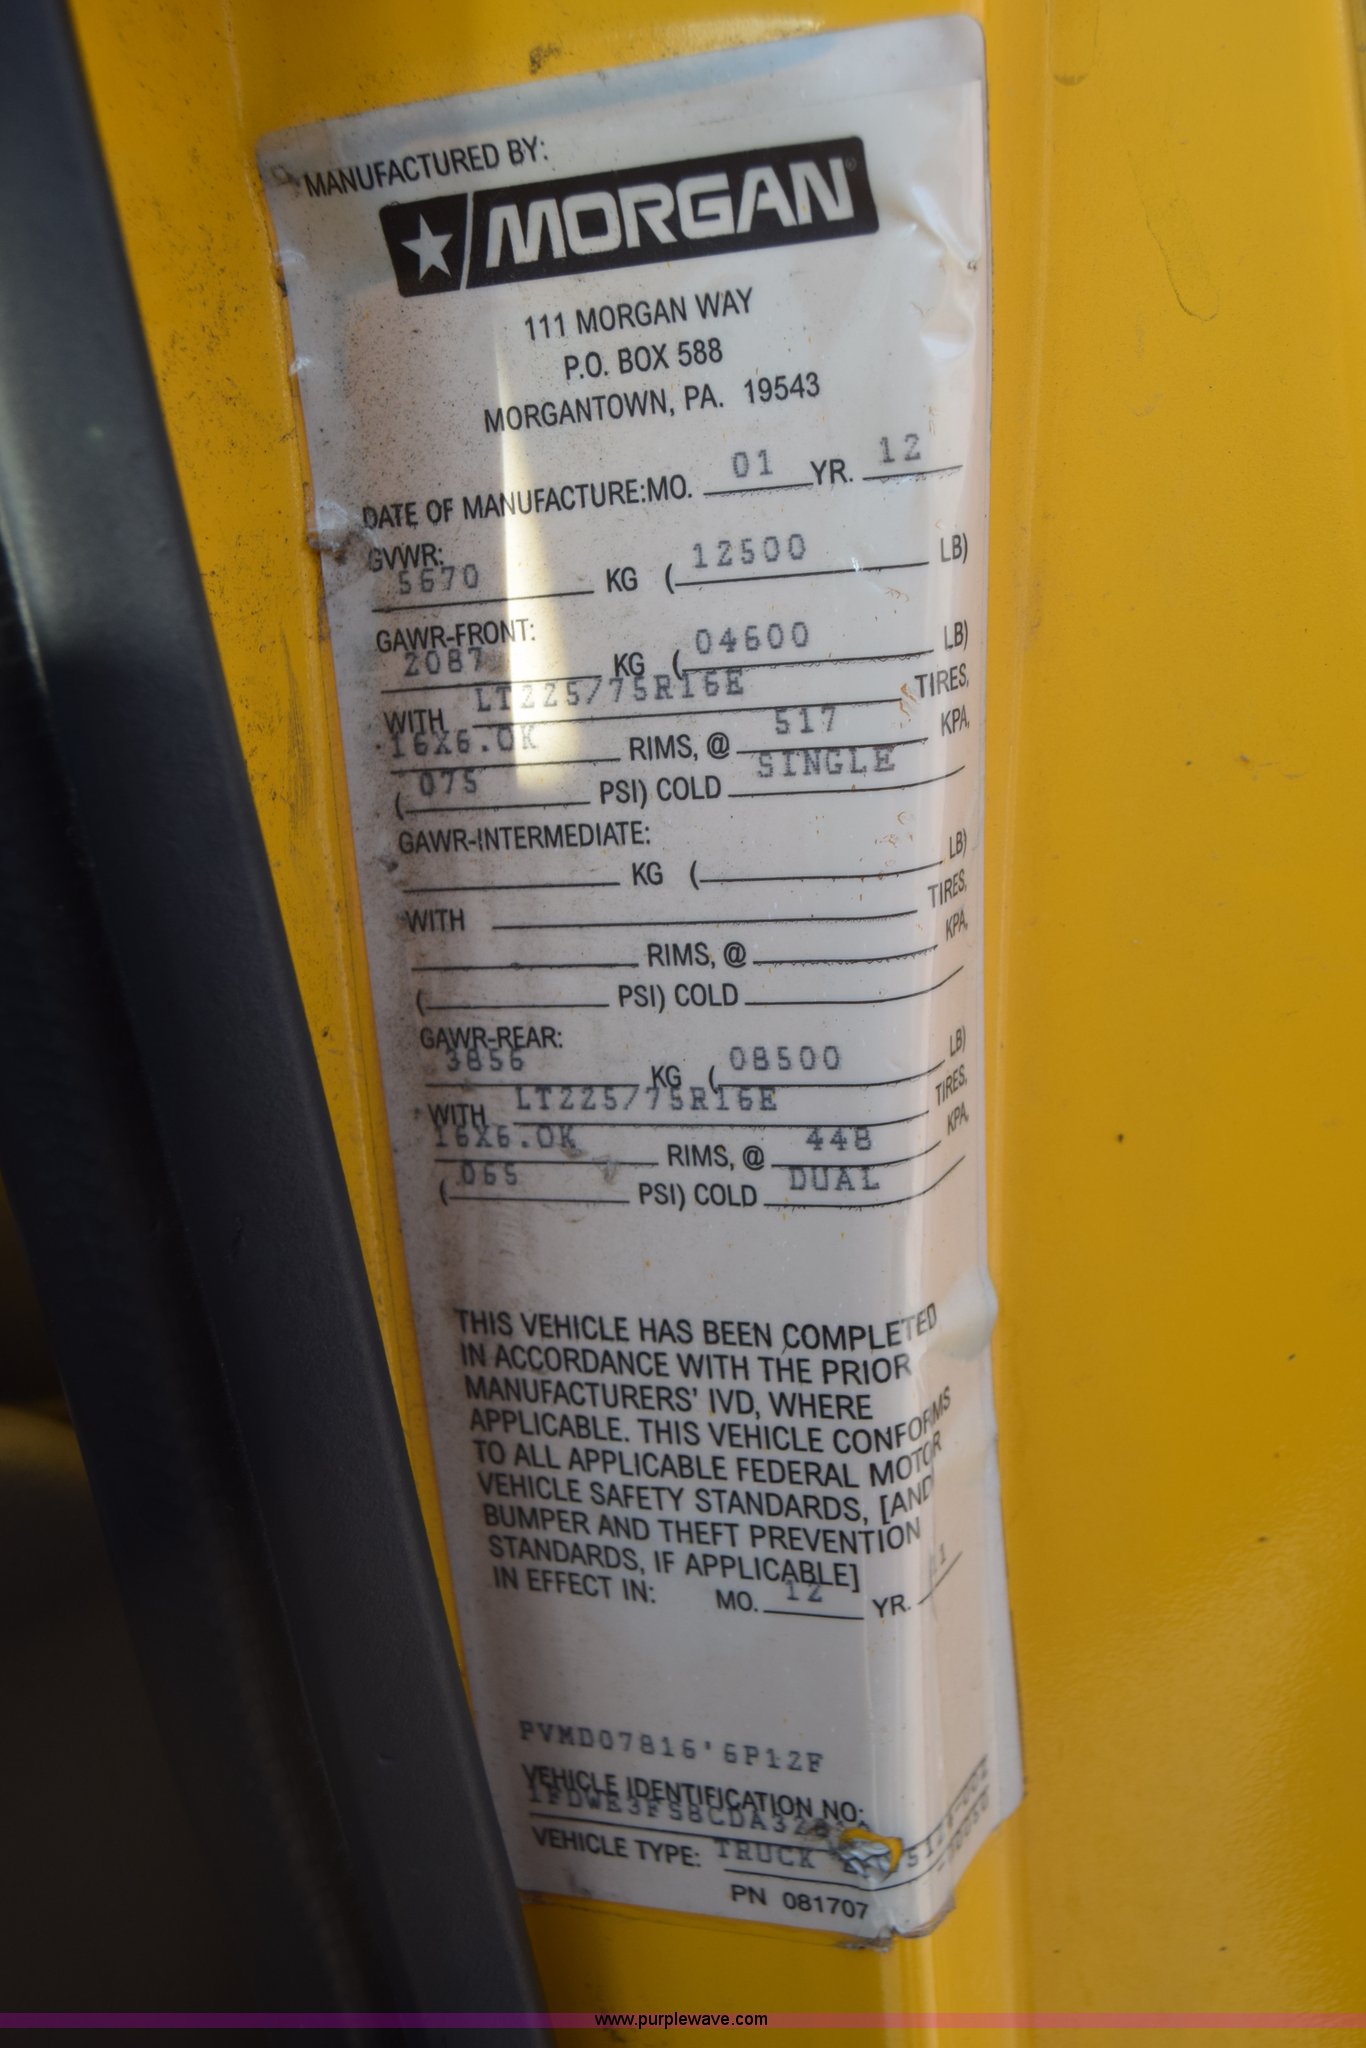 MANUFACTURED BY:
MORGAN®
111 MORGAN WAY
P.O. BOX 588
MORGANTOWN, PA. 19543
DATE OF MANUFACTURE:MO. 01 YR. 12
GVWR:
5670 KG (12500 LB)
GAWR-FRONT:
2087 KG (04600 LB)
WITH LT225/75R16E TIRES,
16X6.0K RIMS, @ 517 KPA,
(075 PSI) COLD SINGLE
GAWR-INTERMEDIATE:
KG ( LB)
WITH TIRES,
RIMS, @ KPA,
( PSI) COLD
GAWR-REAR:
3856 KG (08500 LB)
WITH LT225/75R16E TIRES,
16X6.0K RIMS, @ 448 KPA,
(065 PSI) COLD DUAL
THIS VEHICLE HAS BEEN COMPLETED
IN ACCORDANCE WITH THE PRIOR
MANUFACTURERS' IVD, WHERE
APPLICABLE. THIS VEHICLE CONFORMS
TO ALL APPLICABLE FEDERAL MOTOR
VEHICLE SAFETY STANDARDS, [AND
BUMPER AND THEFT PREVENTION
STANDARDS, IF APPLICABLE]
IN EFFECT IN: MO. 12 YR. 11
PVMD07816'6P12F
VEHICLE IDENTIFICATION NO:
VEHICLE TYPE: TRUCK
PN 081707
www.purplewave.com